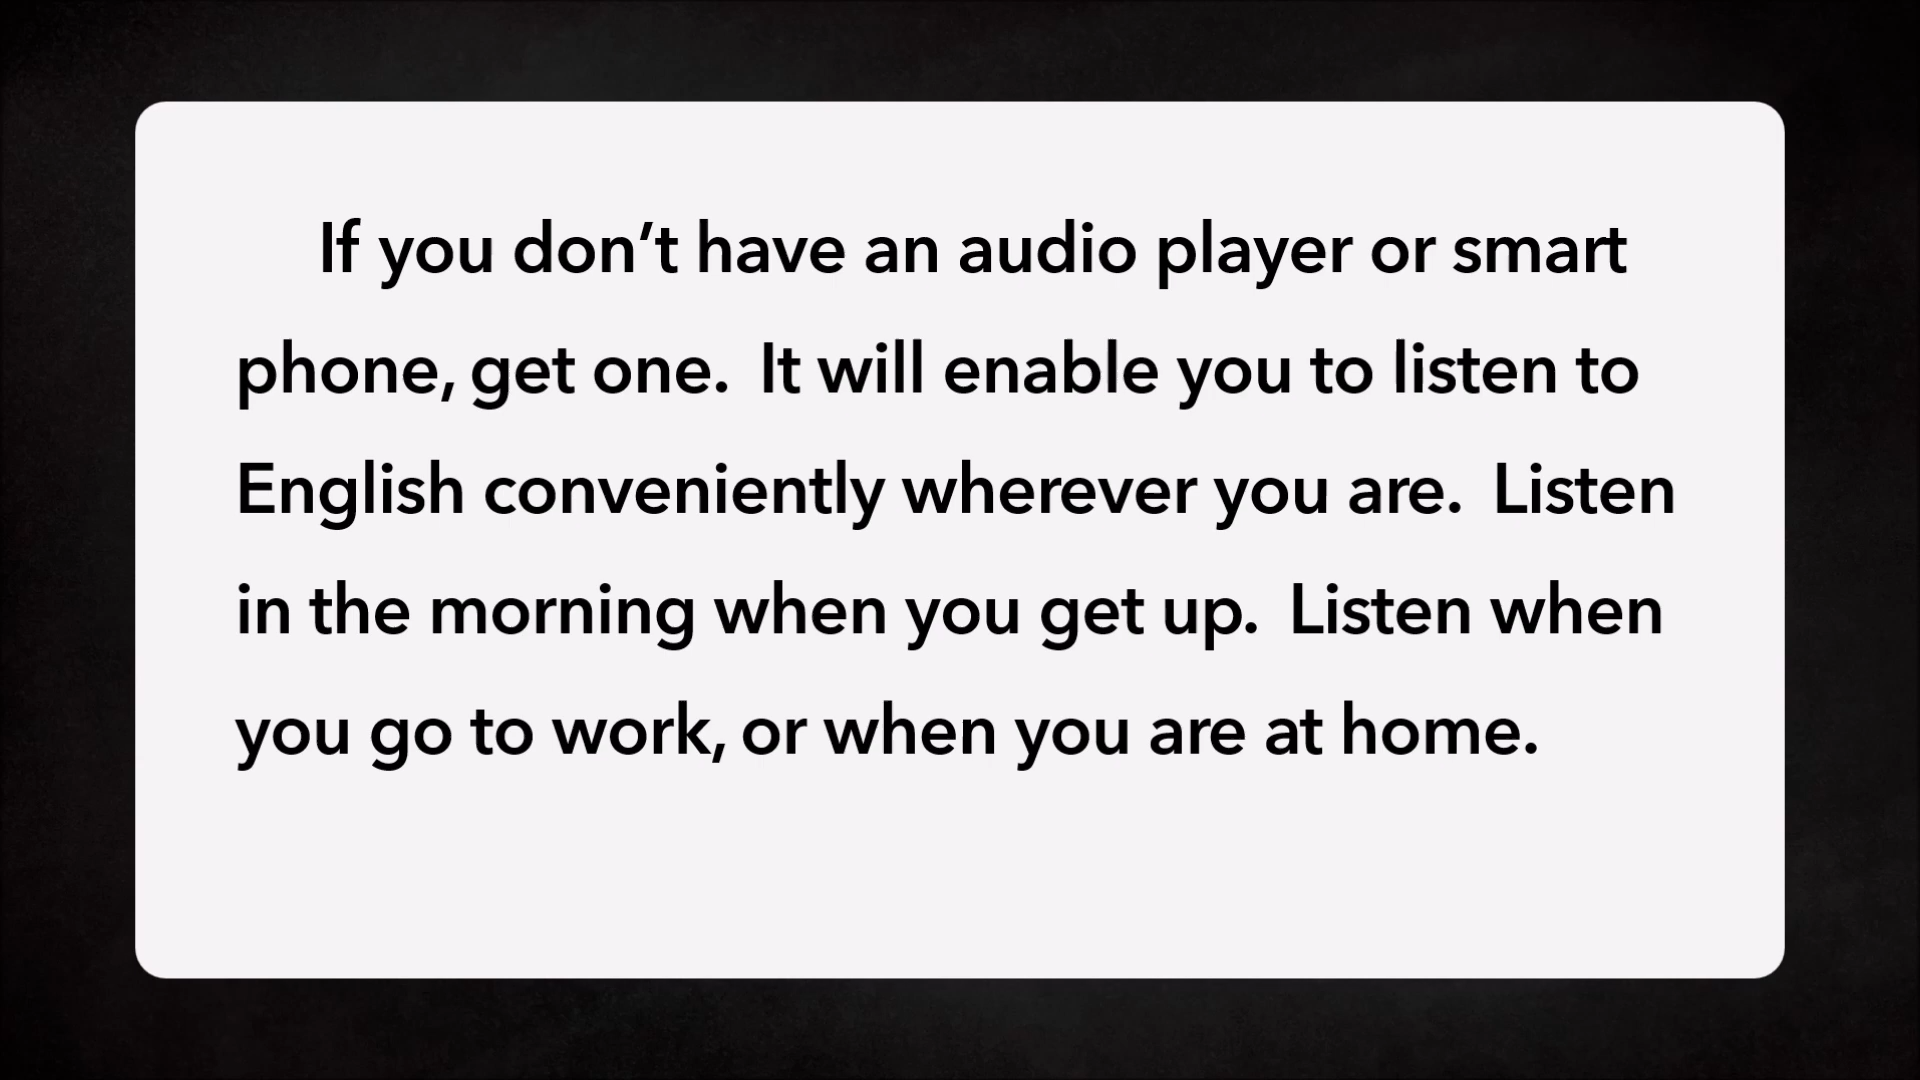 If you don’t have an audio player or smart
phone, get one.  It will enable you to listen to
English conveniently wherever you are.  Listen
in the morning when you get up.  Listen when
you go to work, or when you are at home.